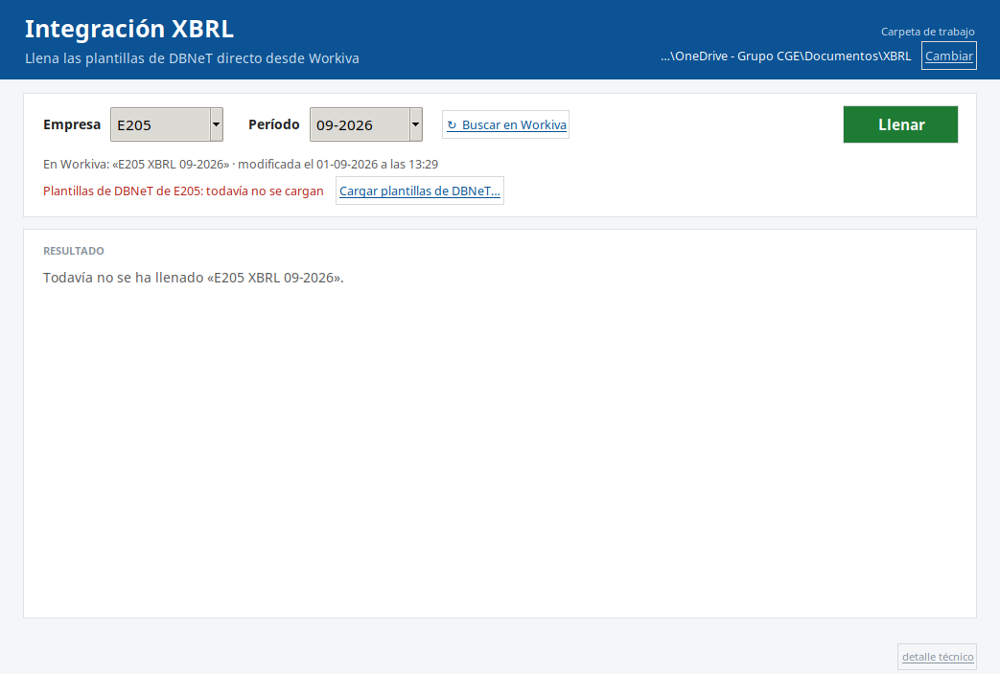 Integración XBRL
Llena las plantillas de DBNeT directo desde Workiva
Carpeta de trabajo
...\OneDrive - Grupo CGE\Documentos\XBRL Cambiar
Empresa E205 Período 09-2026 ↻ Buscar en Workiva Llenar
En Workiva: «E205 XBRL 09-2026» · modificada el 01-09-2026 a las 13:29
Plantillas de DBNeT de E205: todavía no se cargan Cargar plantillas de DBNeT...
RESULTADO
Todavía no se ha llenado «E205 XBRL 09-2026».
detalle técnico